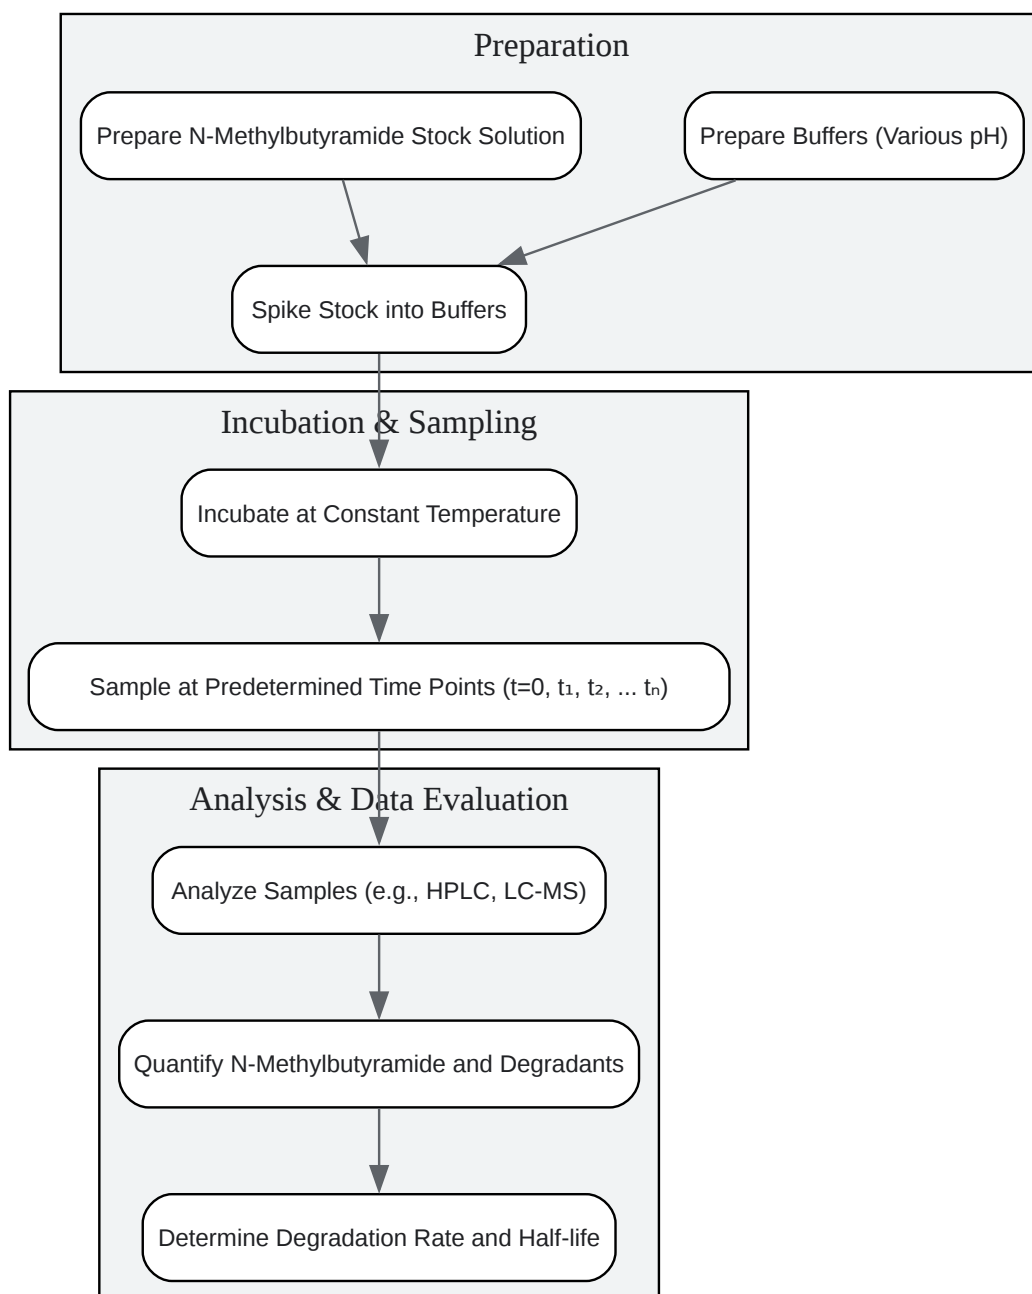 Preparation
Prepare N-Methylbutyramide Stock Solution
Prepare Buffers (Various pH)
Spike Stock into Buffers
Incubation & Sampling
Incubate at Constant Temperature
Sample at Predetermined Time Points (t=0, t₁, t₂, ... tₙ)
Analysis & Data Evaluation
Analyze Samples (e.g., HPLC, LC-MS)
Quantify N-Methylbutyramide and Degradants
Determine Degradation Rate and Half-life